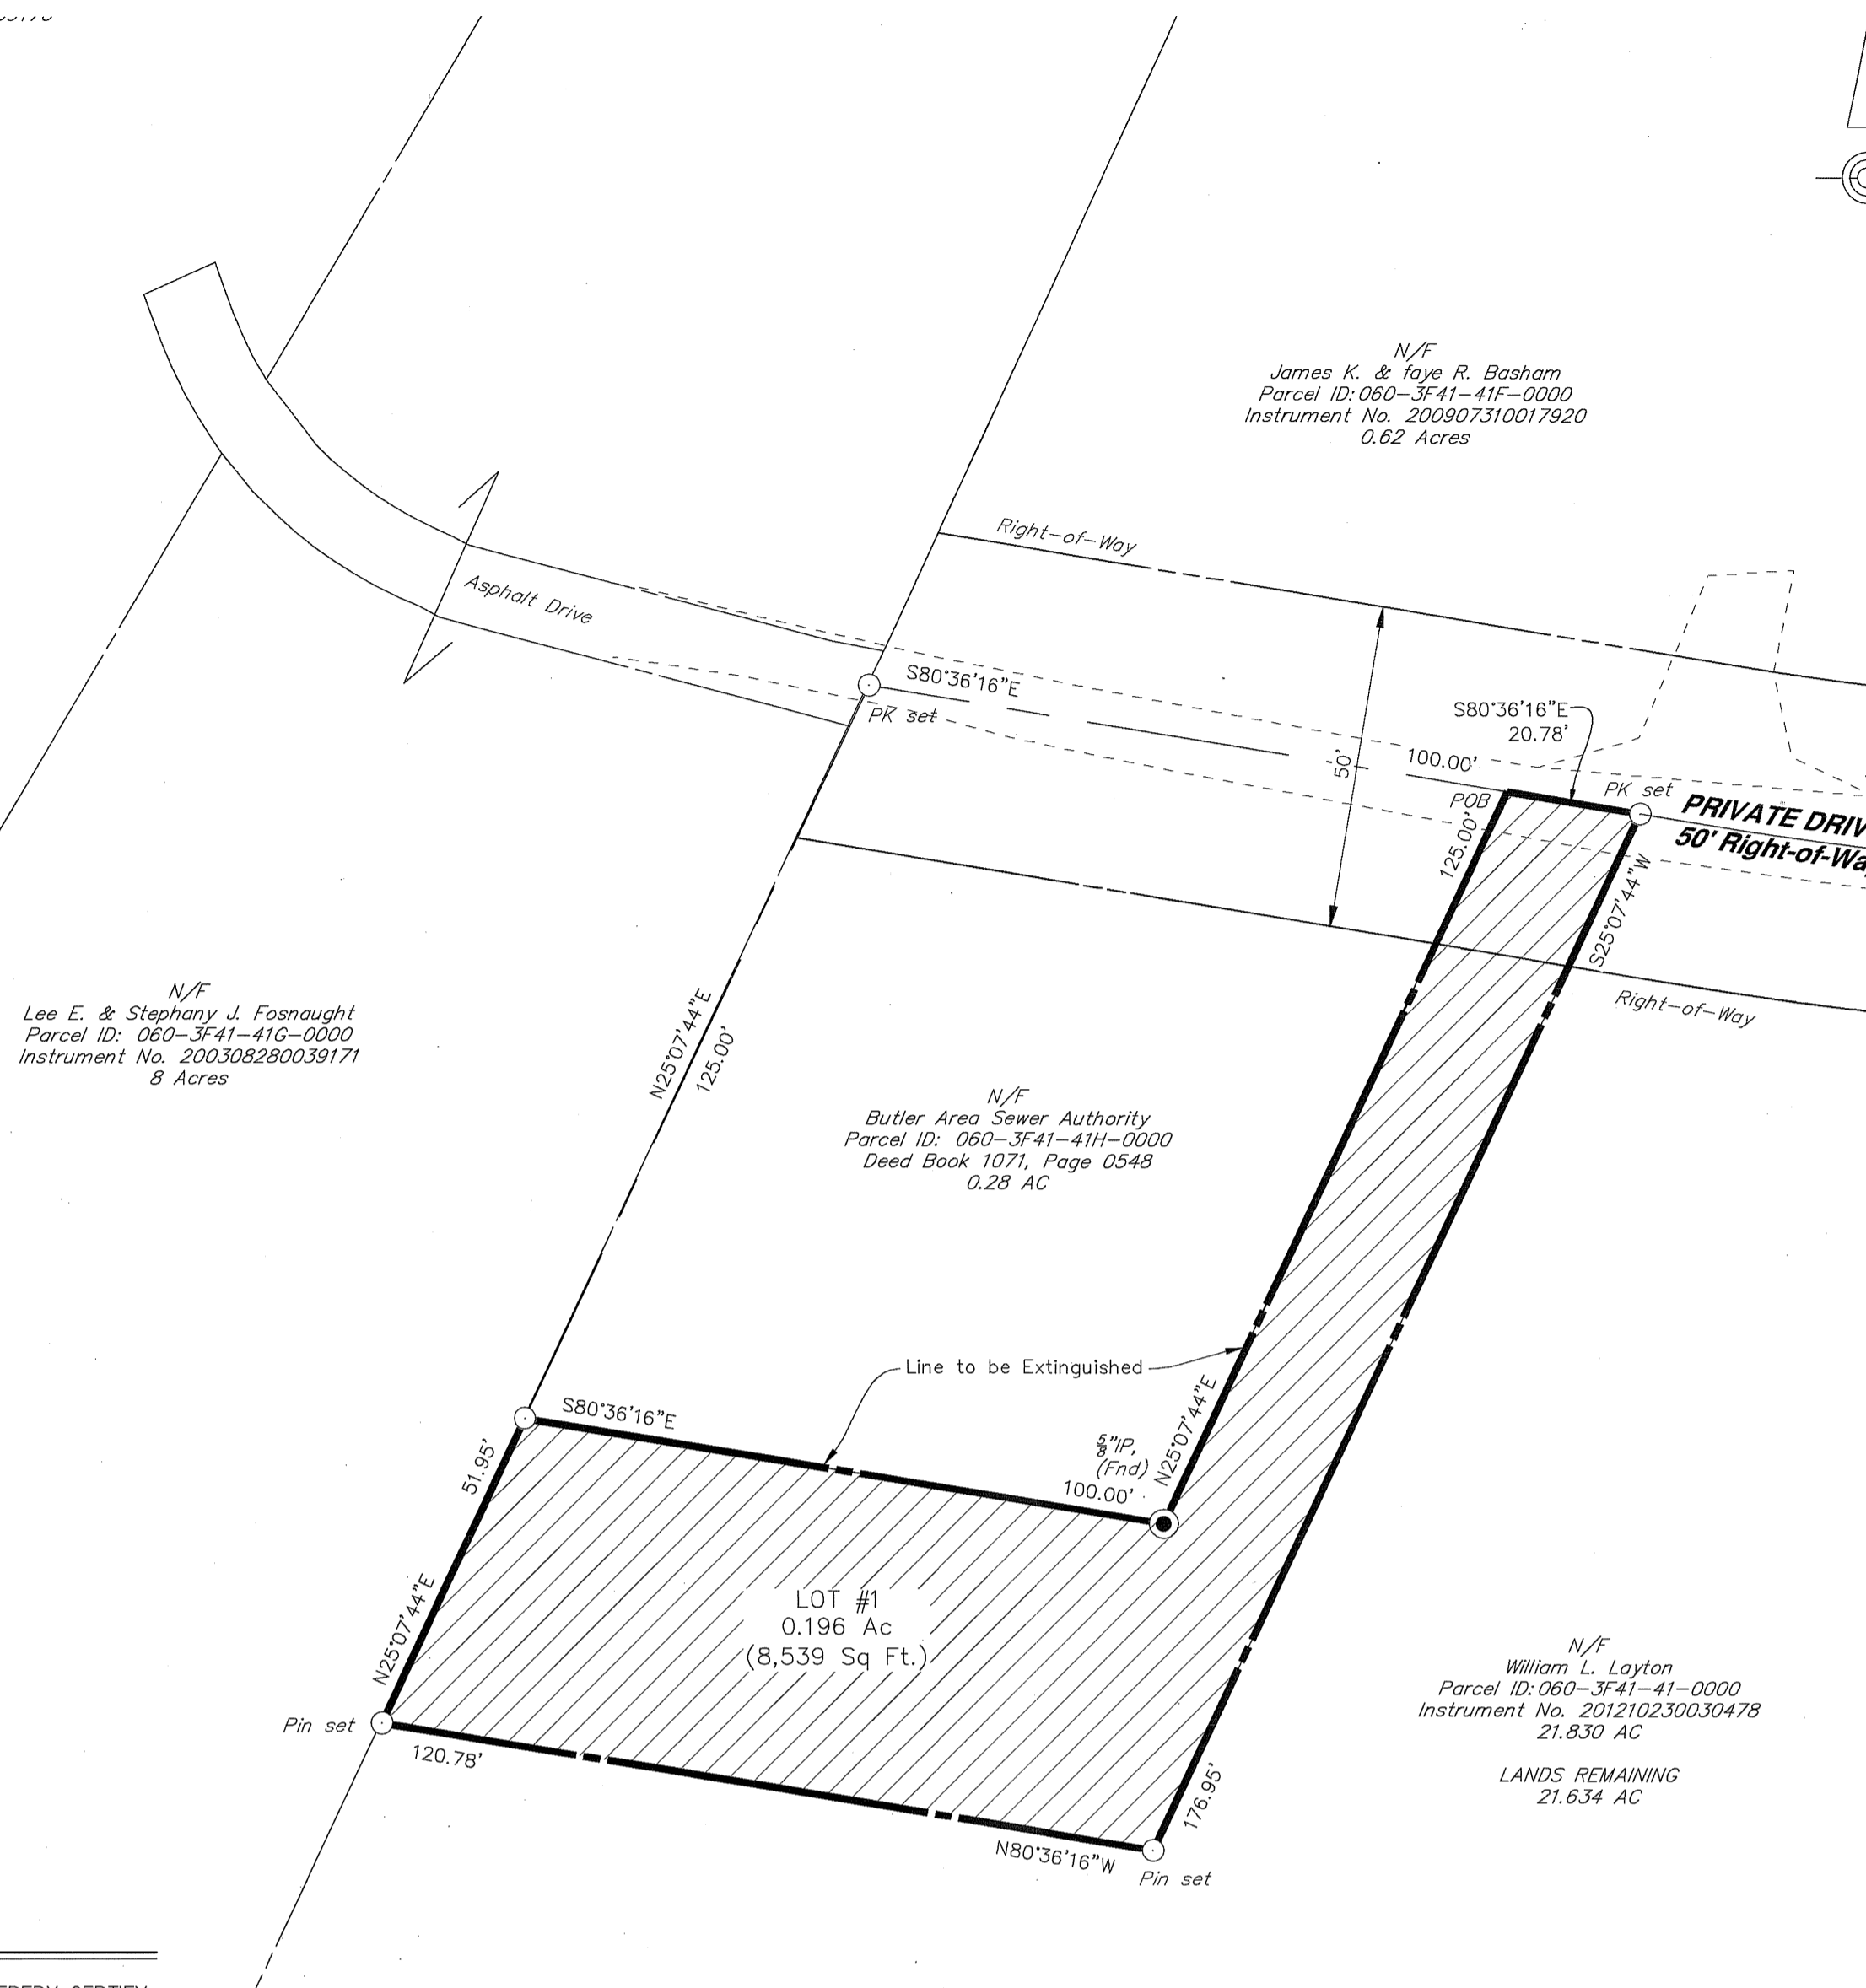 N/F
James K. & faye R. Basham
Parcel ID: 060-3F41-41F-0000
Instrument No. 200907310017920
0.62 Acres
Right-of-Way
Asphalt Drive
S80°36'16"E
PK set
S80°36'16"E
20.78'
50'
100.00'
POB
PK set
PRIVATE DRIV
50' Right-of-Wa
125.00'
S25°07'44"W
Right-of-Way
N/F
Lee E. & Stephany J. Fosnaught
Parcel ID: 060-3F41-41G-0000
Instrument No. 200308280039171
8 Acres
N25°07'44"E
125.00'
N/F
Butler Area Sewer Authority
Parcel ID: 060-3F41-41H-0000
Deed Book 1071, Page 0548
0.28 AC
Line to be Extinguished
S80°36'16"E
51.95'
5/8"IP,
(Fnd)
100.00'
N25°07'44"E
N25°07'44"E
LOT #1
0.196 Ac
(8,539 Sq Ft.)
Pin set
120.78'
N80°36'16"W
176.95'
Pin set
N/F
William L. Layton
Parcel ID: 060-3F41-41-0000
Instrument No. 201210230030478
21.830 AC
LANDS REMAINING
21.634 AC